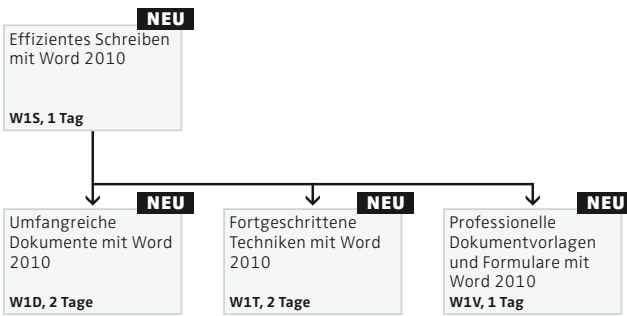 NEU
Effizientes Schreiben
mit Word 2010
W1S, 1 Tag
NEU
Umfangreiche
Dokumente mit Word
2010
W1D, 2 Tage
NEU
Fortgeschrittene
Techniken mit Word
2010
W1T, 2 Tage
NEU
Professionelle
Dokumentvorlagen
und Formulare mit
Word 2010
W1V, 1 Tag